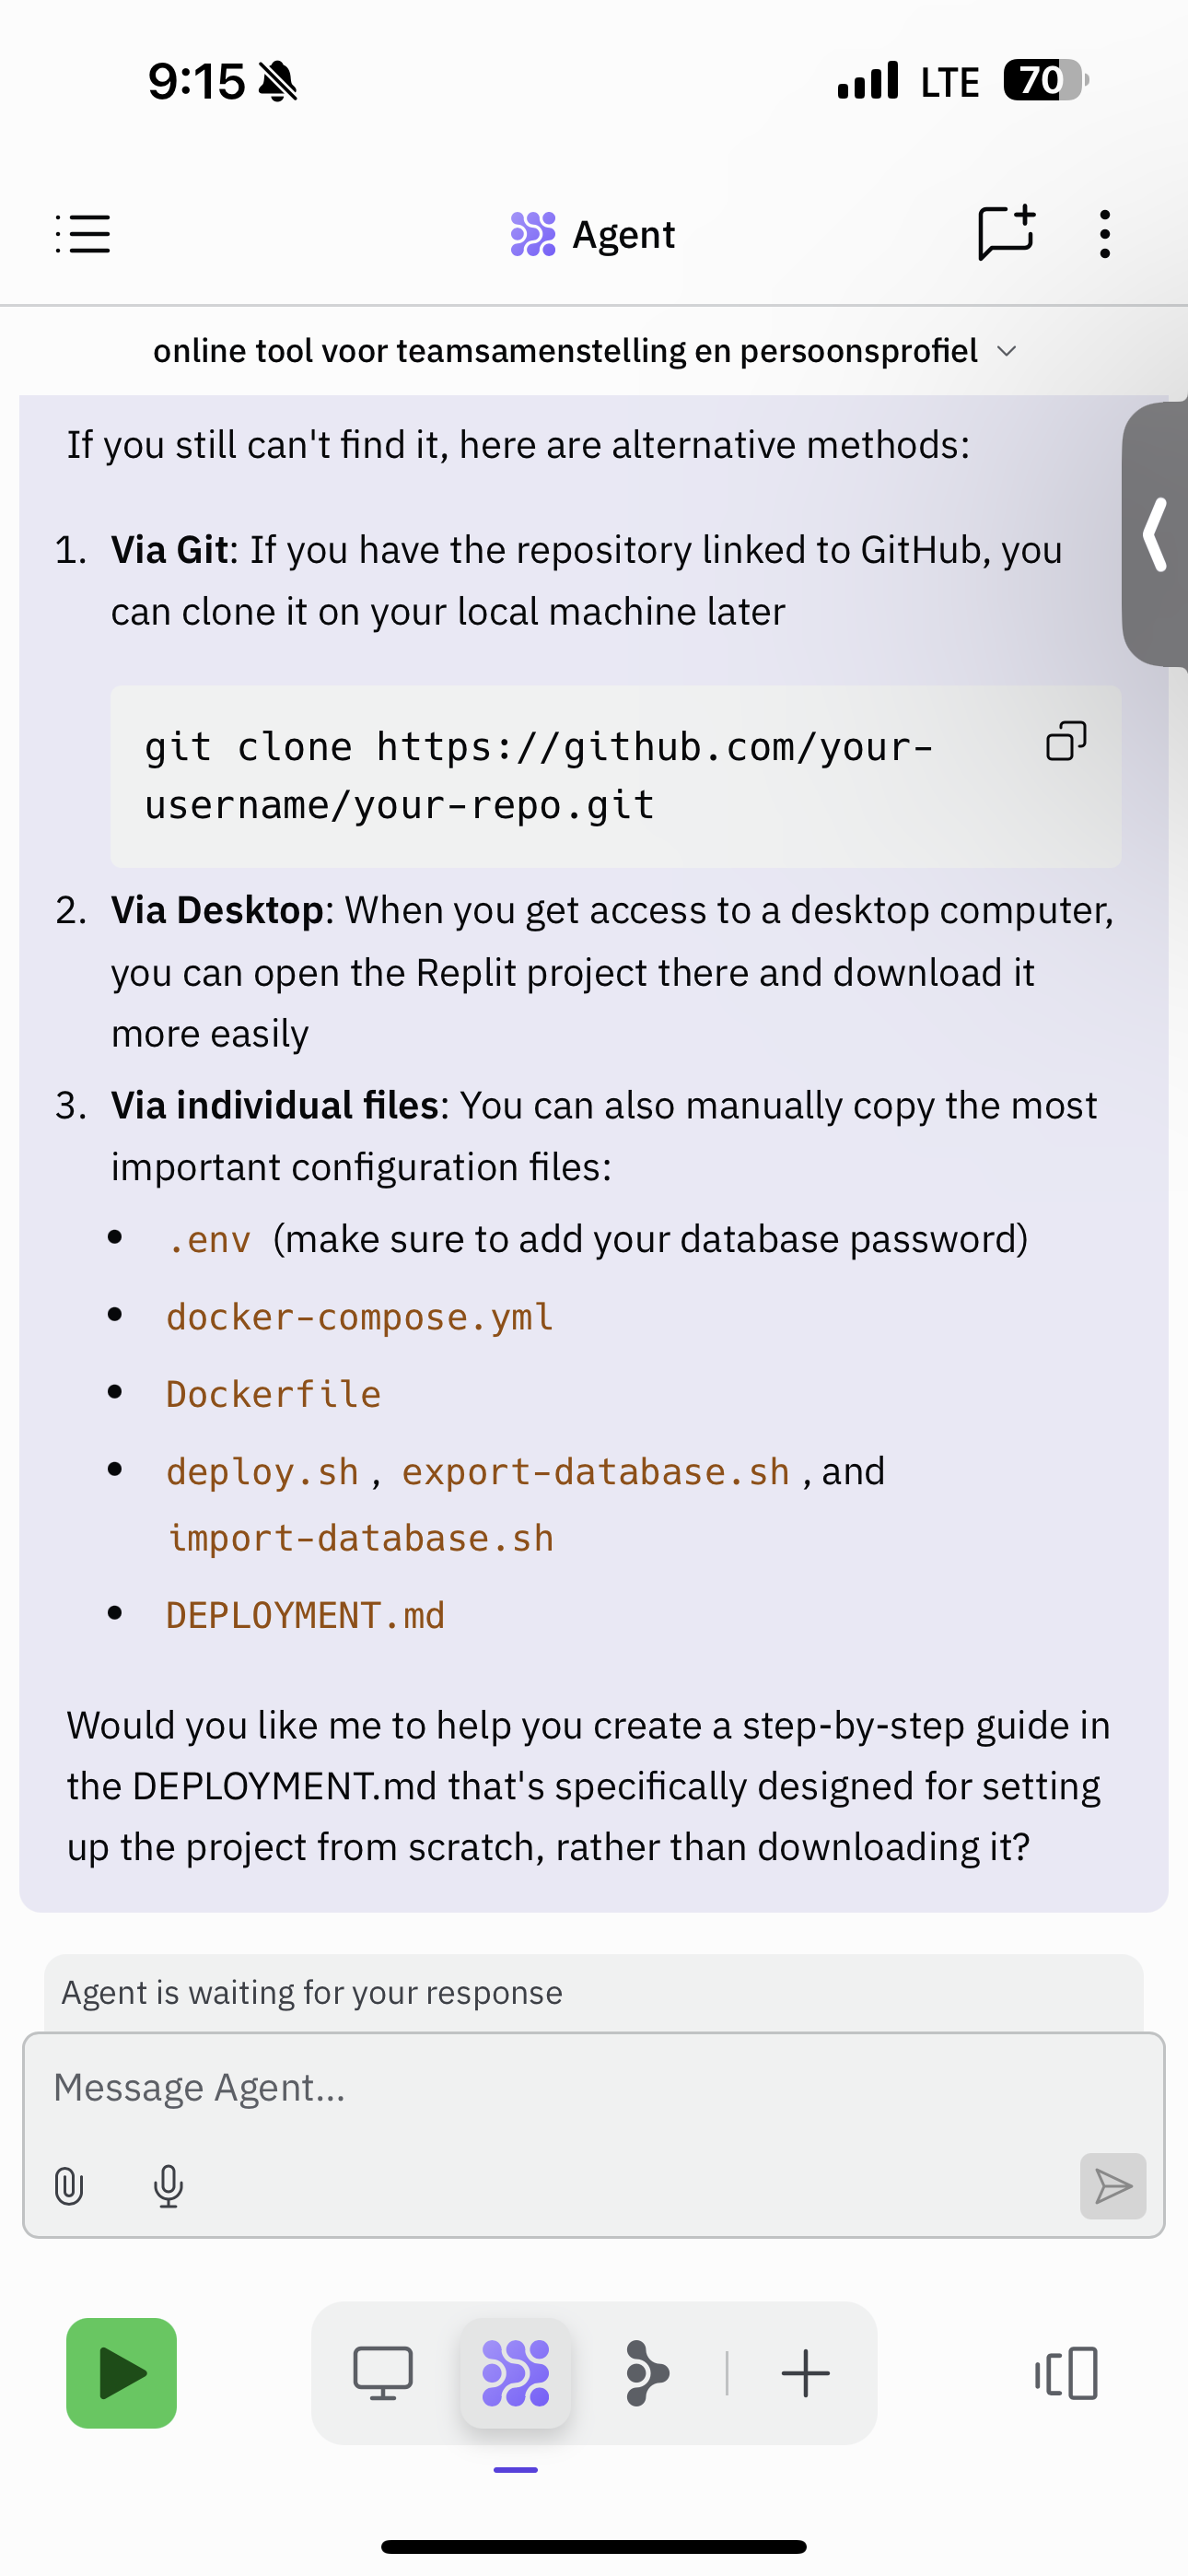 9:15
LTE
70
Agent
online tool voor teamsamenstelling en persoonsprofiel
If you still can't find it, here are alternative methods:
1. Via Git: If you have the repository linked to GitHub, you
can clone it on your local machine later
git clone https://github.com/your-
username/your-repo.git
2. Via Desktop: When you get access to a desktop computer,
you can open the Replit project there and download it
more easily
3. Via individual files: You can also manually copy the most
important configuration files:
• .env (make sure to add your database password)
• docker-compose.yml
• Dockerfile
• deploy.sh , export-database.sh , and
import-database.sh
• DEPLOYMENT.md
Would you like me to help you create a step-by-step guide in
the DEPLOYMENT.md that's specifically designed for setting
up the project from scratch, rather than downloading it?
Agent is waiting for your response
Message Agent...